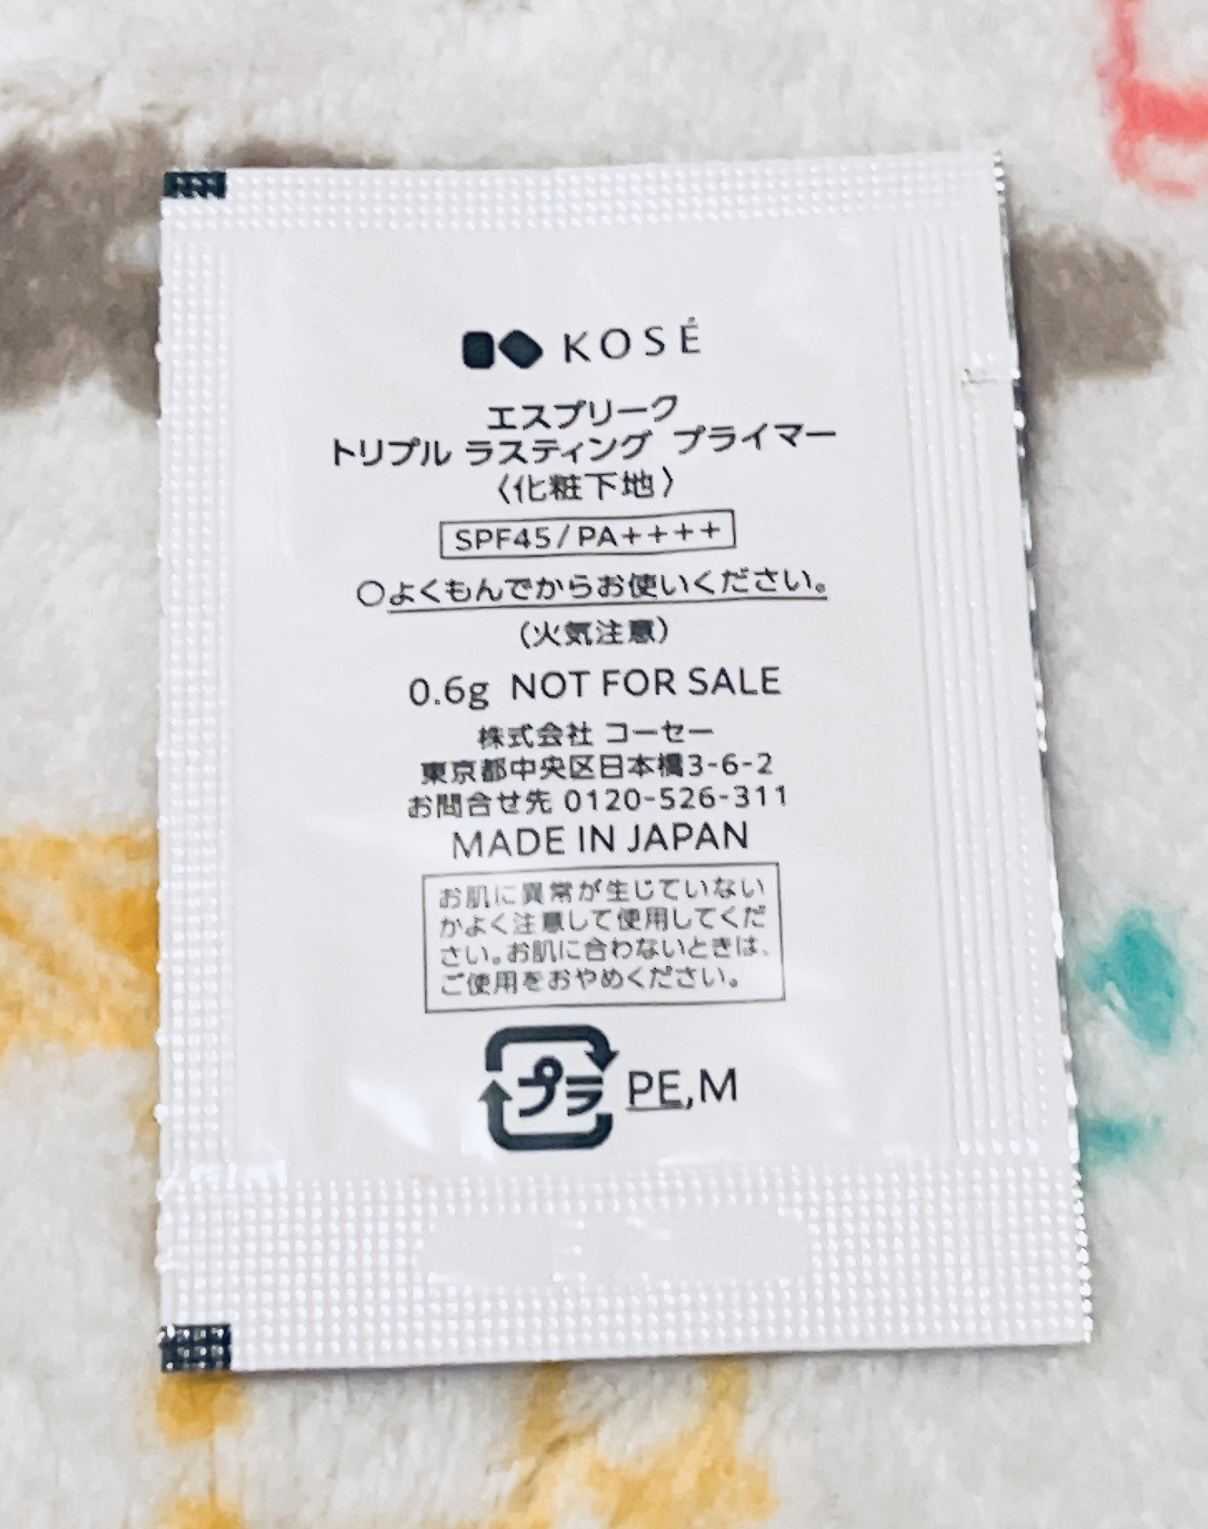 KOSÉ
エスプリーク
トリプル ラスティング プライマー
〈化粧下地〉
SPF45/PA++++
○よくもんでからお使いください。
(火気注意)
0.6g NOT FOR SALE
株式会社 コーセー
東京都中央区日本橋3-6-2
お問合せ先 0120-526-311
MADE IN JAPAN
お肌に異常が生じていない
かよく注意して使用してくだ
さい。お肌に合わないときは、
ご使用をおやめください。
プラ PE,M